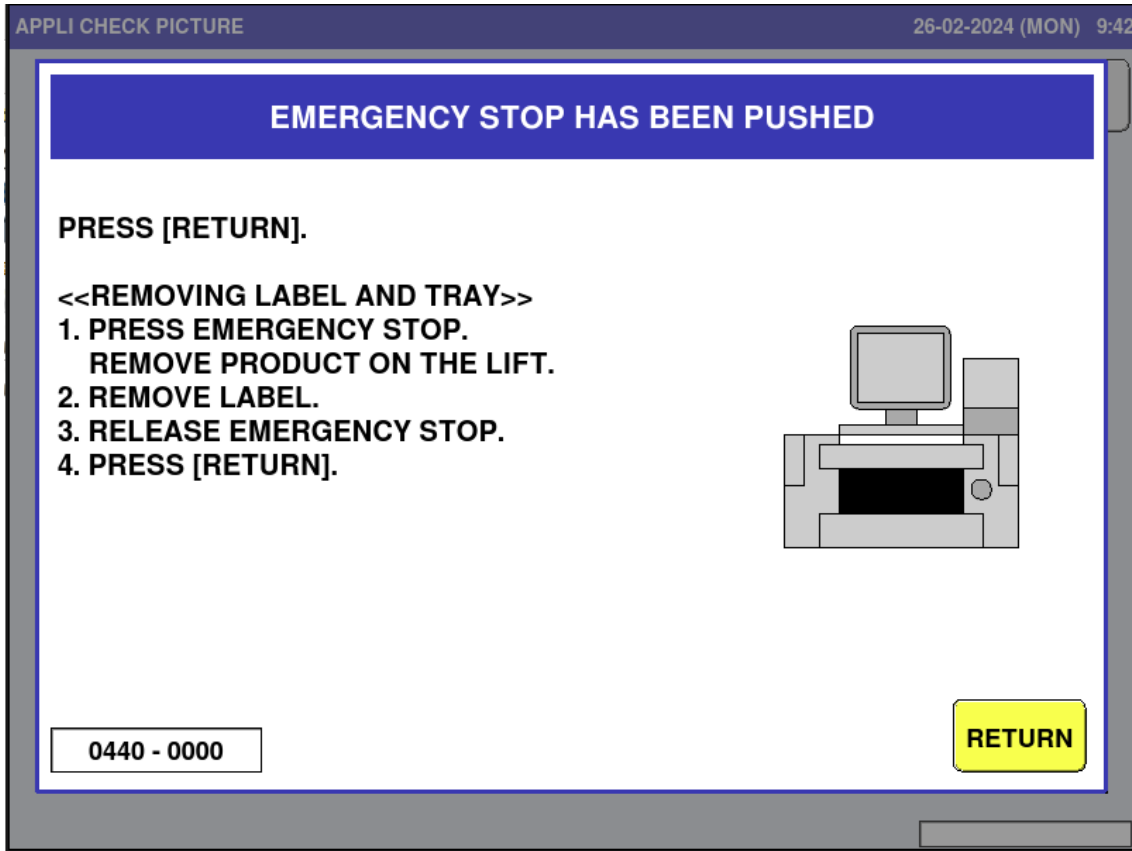 APPLI CHECK PICTURE 26-02-2024 (MON) 9:42
EMERGENCY STOP HAS BEEN PUSHED
PRESS [RETURN].
<<REMOVING LABEL AND TRAY>>
1. PRESS EMERGENCY STOP.
REMOVE PRODUCT ON THE LIFT.
2. REMOVE LABEL.
3. RELEASE EMERGENCY STOP.
4. PRESS [RETURN].
RETURN
0440 - 0000